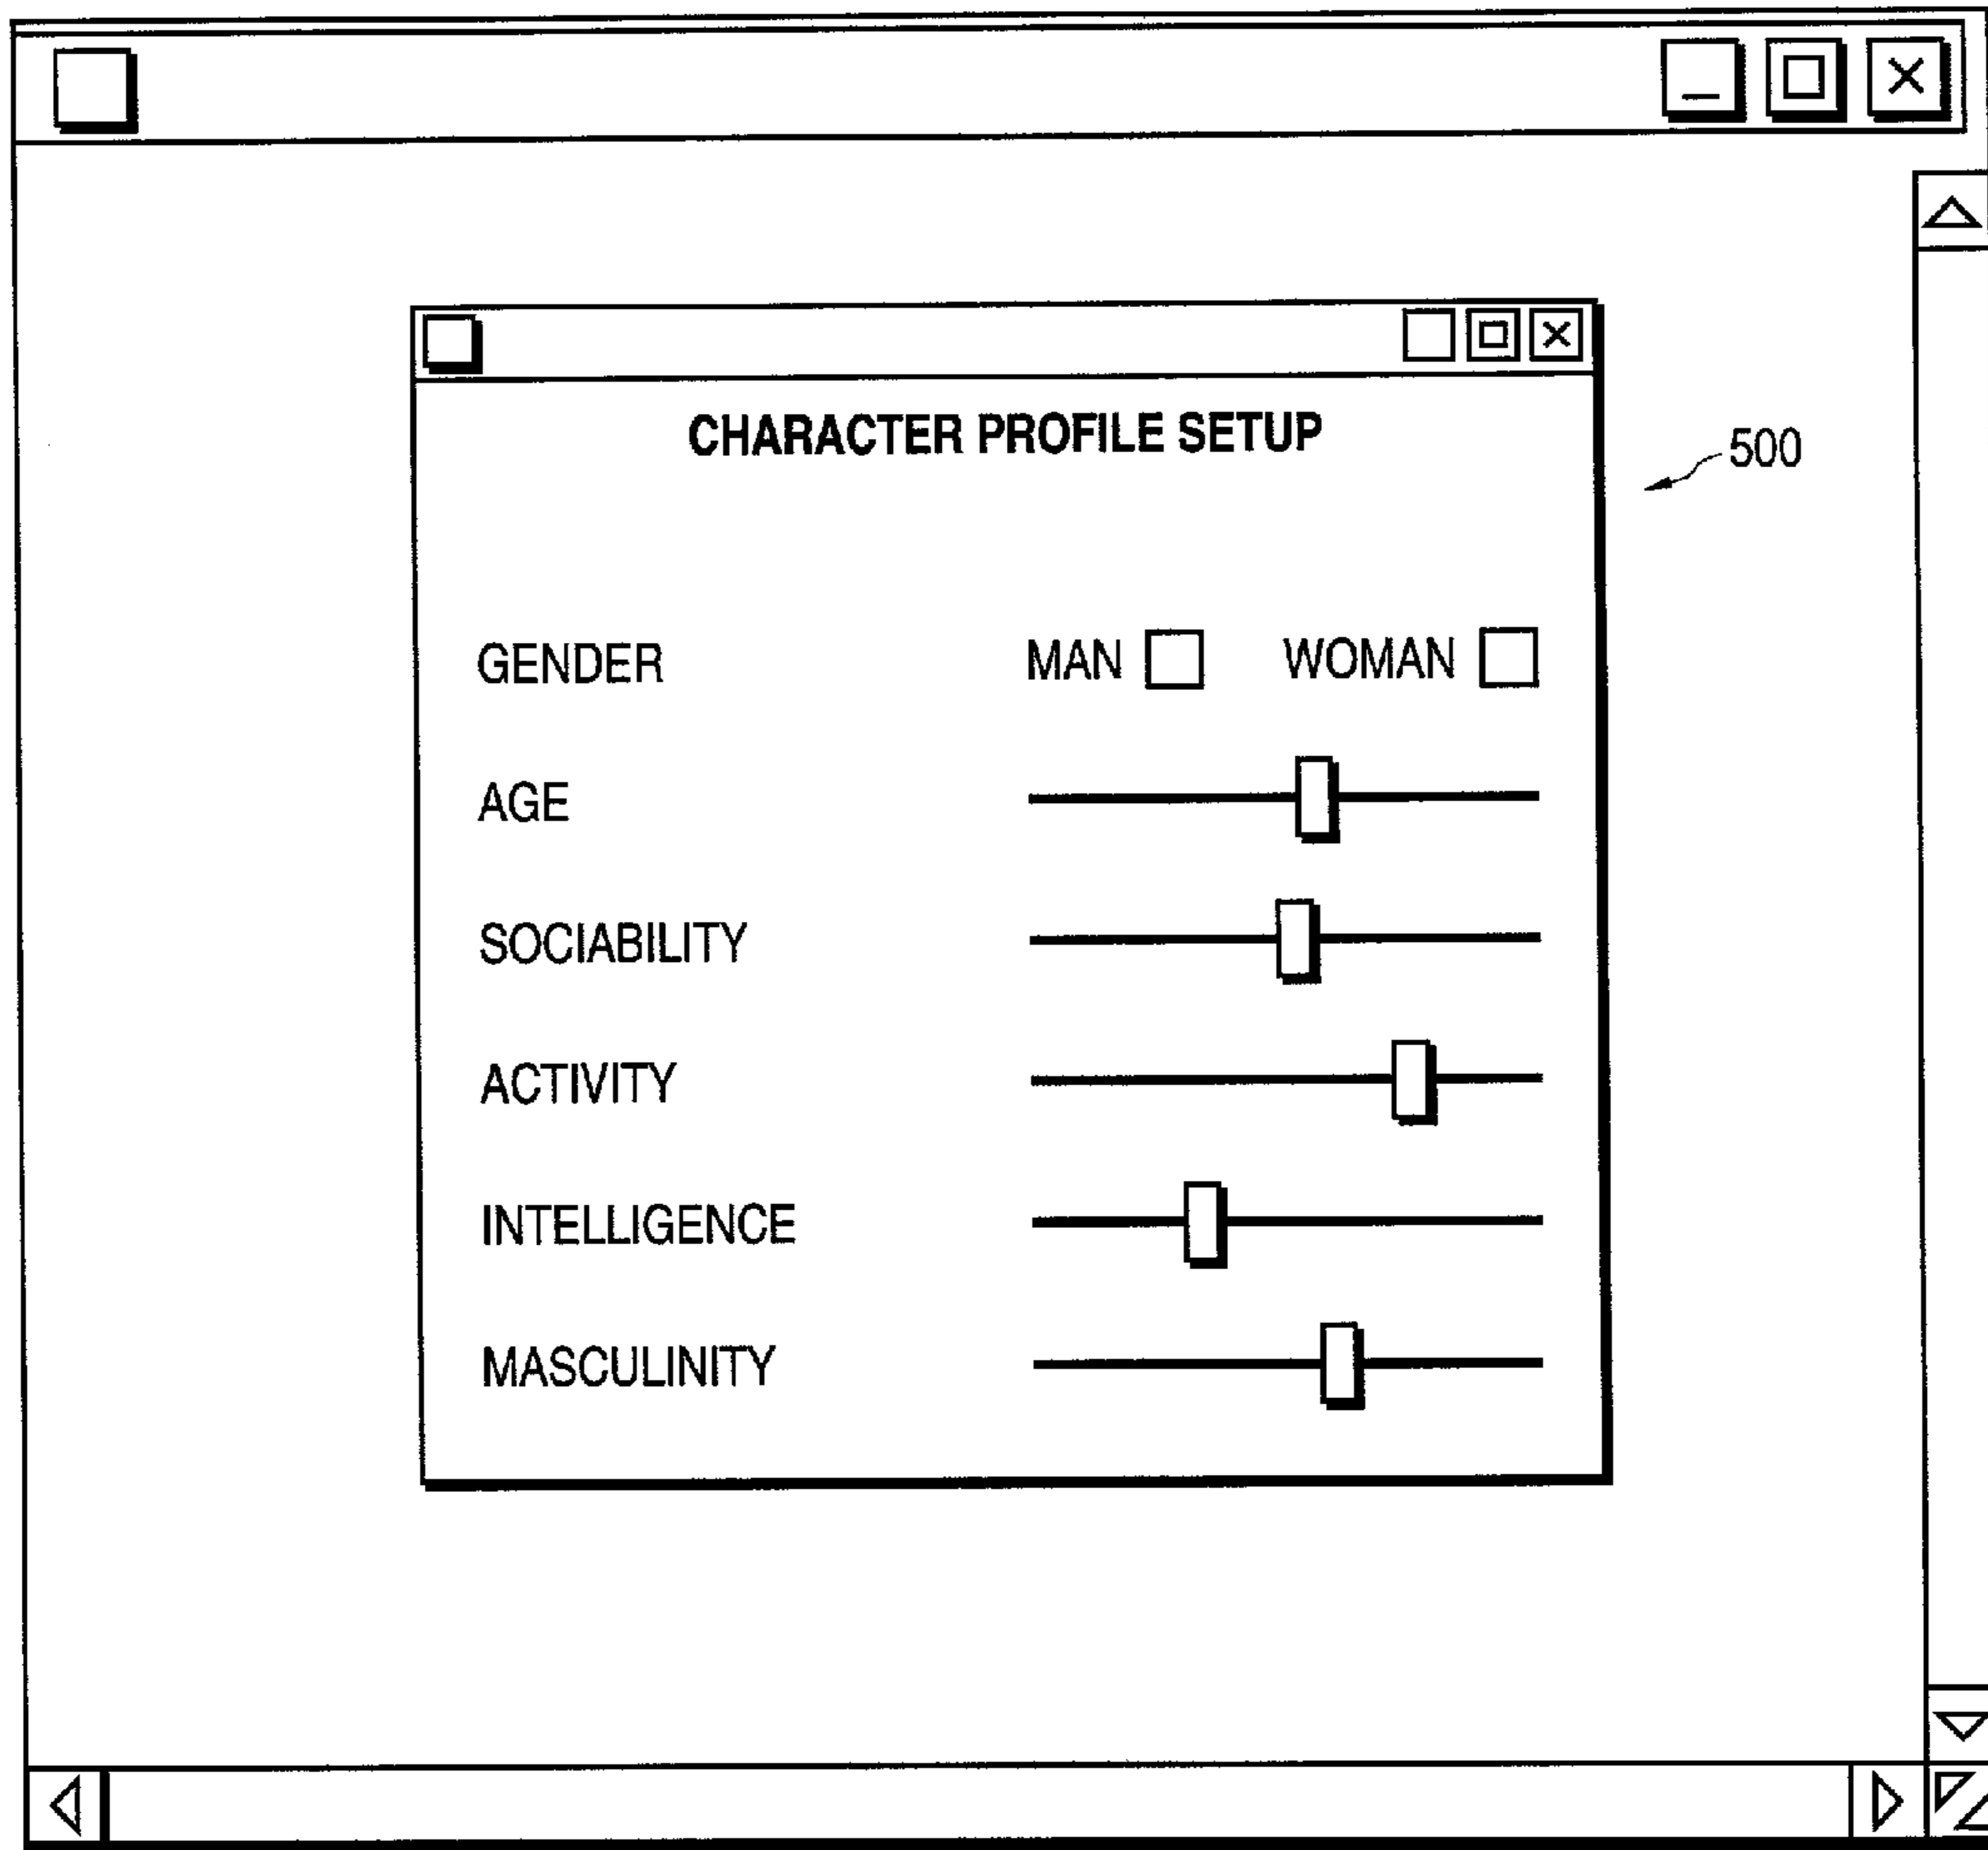 CHARACTER PROFILE SETUP
500
GENDER MAN WOMAN
AGE
SOCIABILITY
ACTIVITY
INTELLIGENCE
MASCULINITY